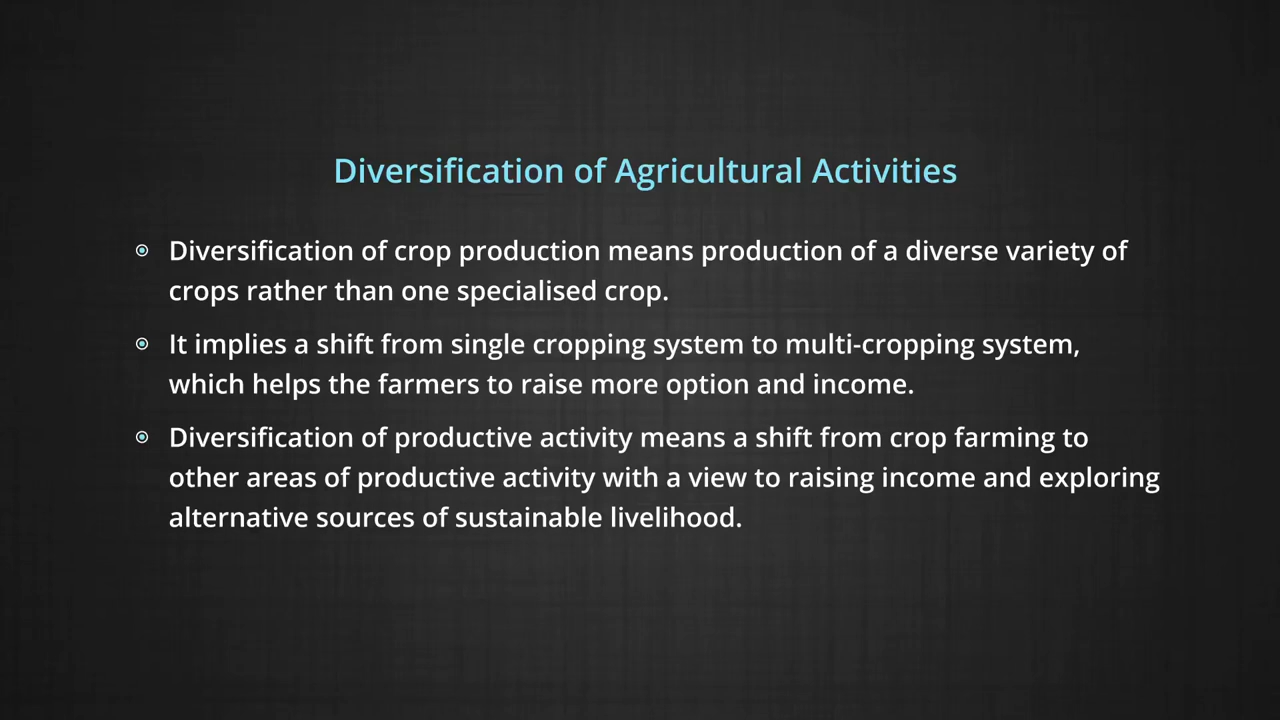 Diversification of Agricultural Activities
Diversification of crop production means production of a diverse variety of
crops rather than one specialised crop.
It implies a shift from single cropping system to multi-cropping system,
which helps the farmers to raise more option and income.
Diversification of productive activity means a shift from crop farming to
other areas of productive activity with a view to raising income and exploring
alternative sources of sustainable livelihood.